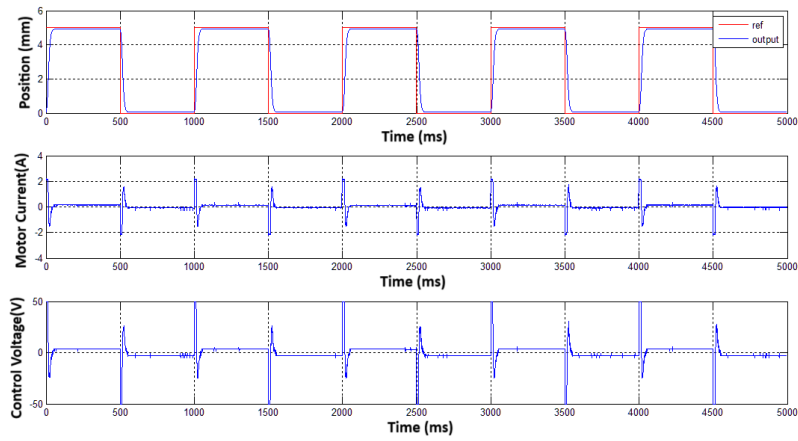 6
4
2
0
Position (mm)
ref
output
0 500 1000 1500 2000 2500 3000 3500 4000 4500 5000
Time (ms)
4
2
0
-2
-4
Motor Current(A)
0 500 1000 1500 2000 2500 3000 3500 4000 4500 5000
Time (ms)
50
0
-50
Control Voltage(V)
0 500 1000 1500 2000 2500 3000 3500 4000 4500 5000
Time (ms)